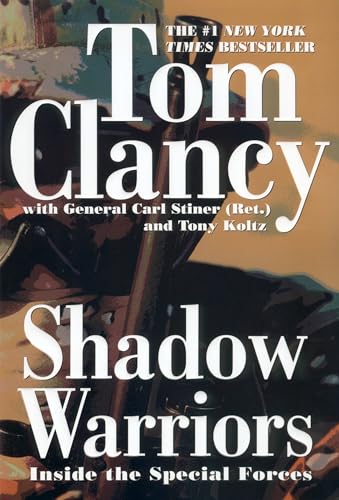 THE #1 NEW YORK
TIMES BESTSELLER
Tom
Clancy
with General Carl Stiner (Ret.)
and Tony Koltz
Shadow
Warriors
Inside the Special Forces